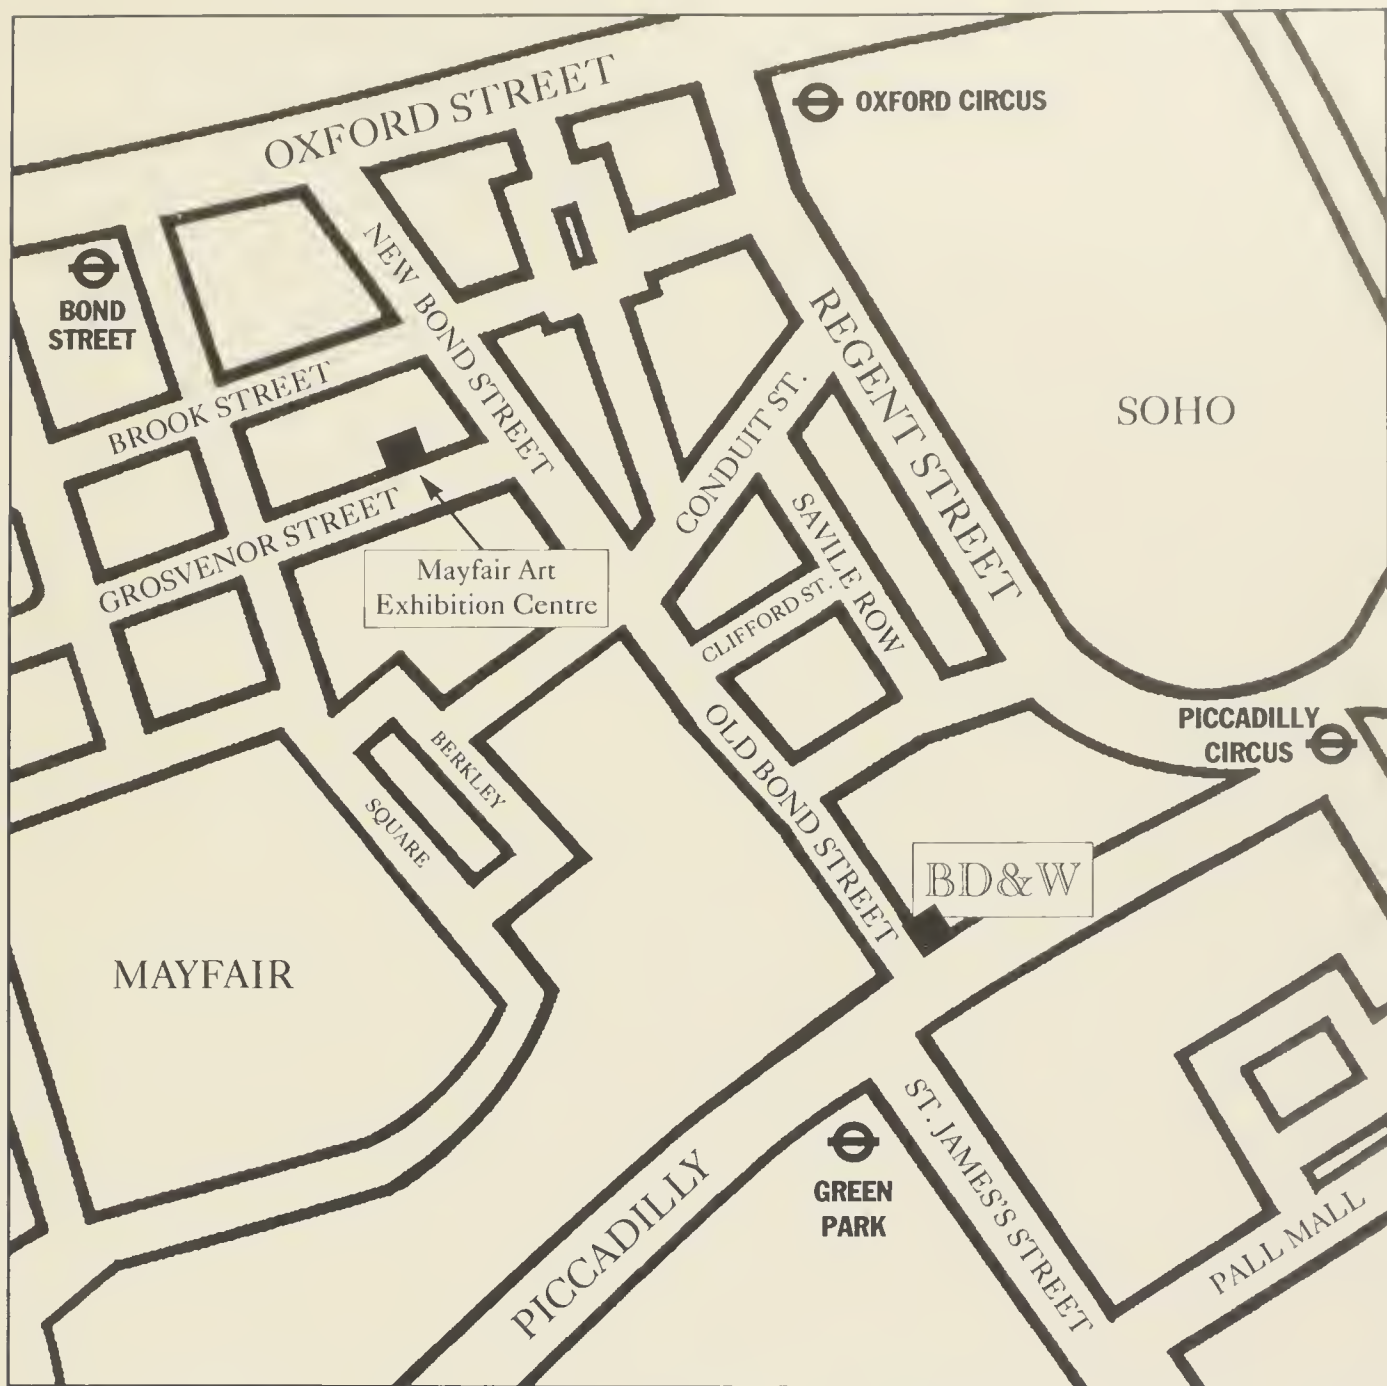 OXFORD STREET
OXFORD CIRCUS
BOND
STREET
NEW BOND STREET
REGENT STREET
BROOK STREET
CONDUIT ST.
SOHO
GROSVENOR STREET
SAVILE ROW
Mayfair Art
Exhibition Centre
CLIFFORD ST.
OLD BOND STREET
PICCADILLY
CIRCUS
BERKLEY
SQUARE
BD&W
MAYFAIR
ST. JAMES'S STREET
GREEN
PARK
PICCADILLY
PALL MALL